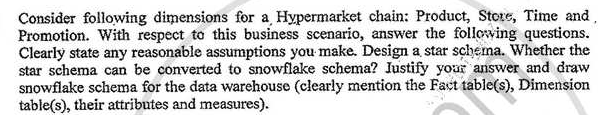 Consider following dimensions for a Hypermarket chain: Product, Store, Time and
Promotion. With respect to this business scenario, answer the following questions.
Clearly state any reasonable assumptions you make. Design a star schema. Whether the
star schema can be converted to snowflake schema? Justify your answer and draw
snowflake schema for the data warehouse (clearly mention the Fact table(s), Dimension
table(s), their attributes and measures).